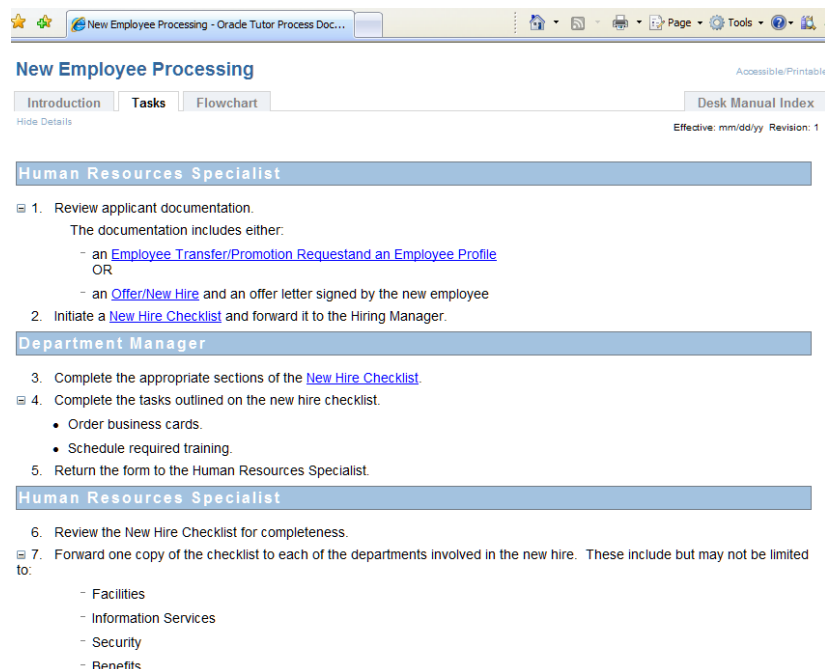 New Employee Processing - Oracle Tutor Process Doc...
Page
Tools
New Employee Processing
Accessible/Printable
Introduction
Tasks
Flowchart
Desk Manual Index
Hide Details
Effective: mm/dd/yy Revision: 1
Human Resources Specialist
1. Review applicant documentation.
The documentation includes either:
- an Employee Transfer/Promotion Requestand an Employee Profile
OR
- an Offer/New Hire and an offer letter signed by the new employee
2. Initiate a New Hire Checklist and forward it to the Hiring Manager.
Department Manager
3. Complete the appropriate sections of the New Hire Checklist.
4. Complete the tasks outlined on the new hire checklist.
• Order business cards.
• Schedule required training.
5. Return the form to the Human Resources Specialist.
Human Resources Specialist
6. Review the New Hire Checklist for completeness.
7. Forward one copy of the checklist to each of the departments involved in the new hire. These include but may not be limited
to:
- Facilities
- Information Services
- Security
- Benefits